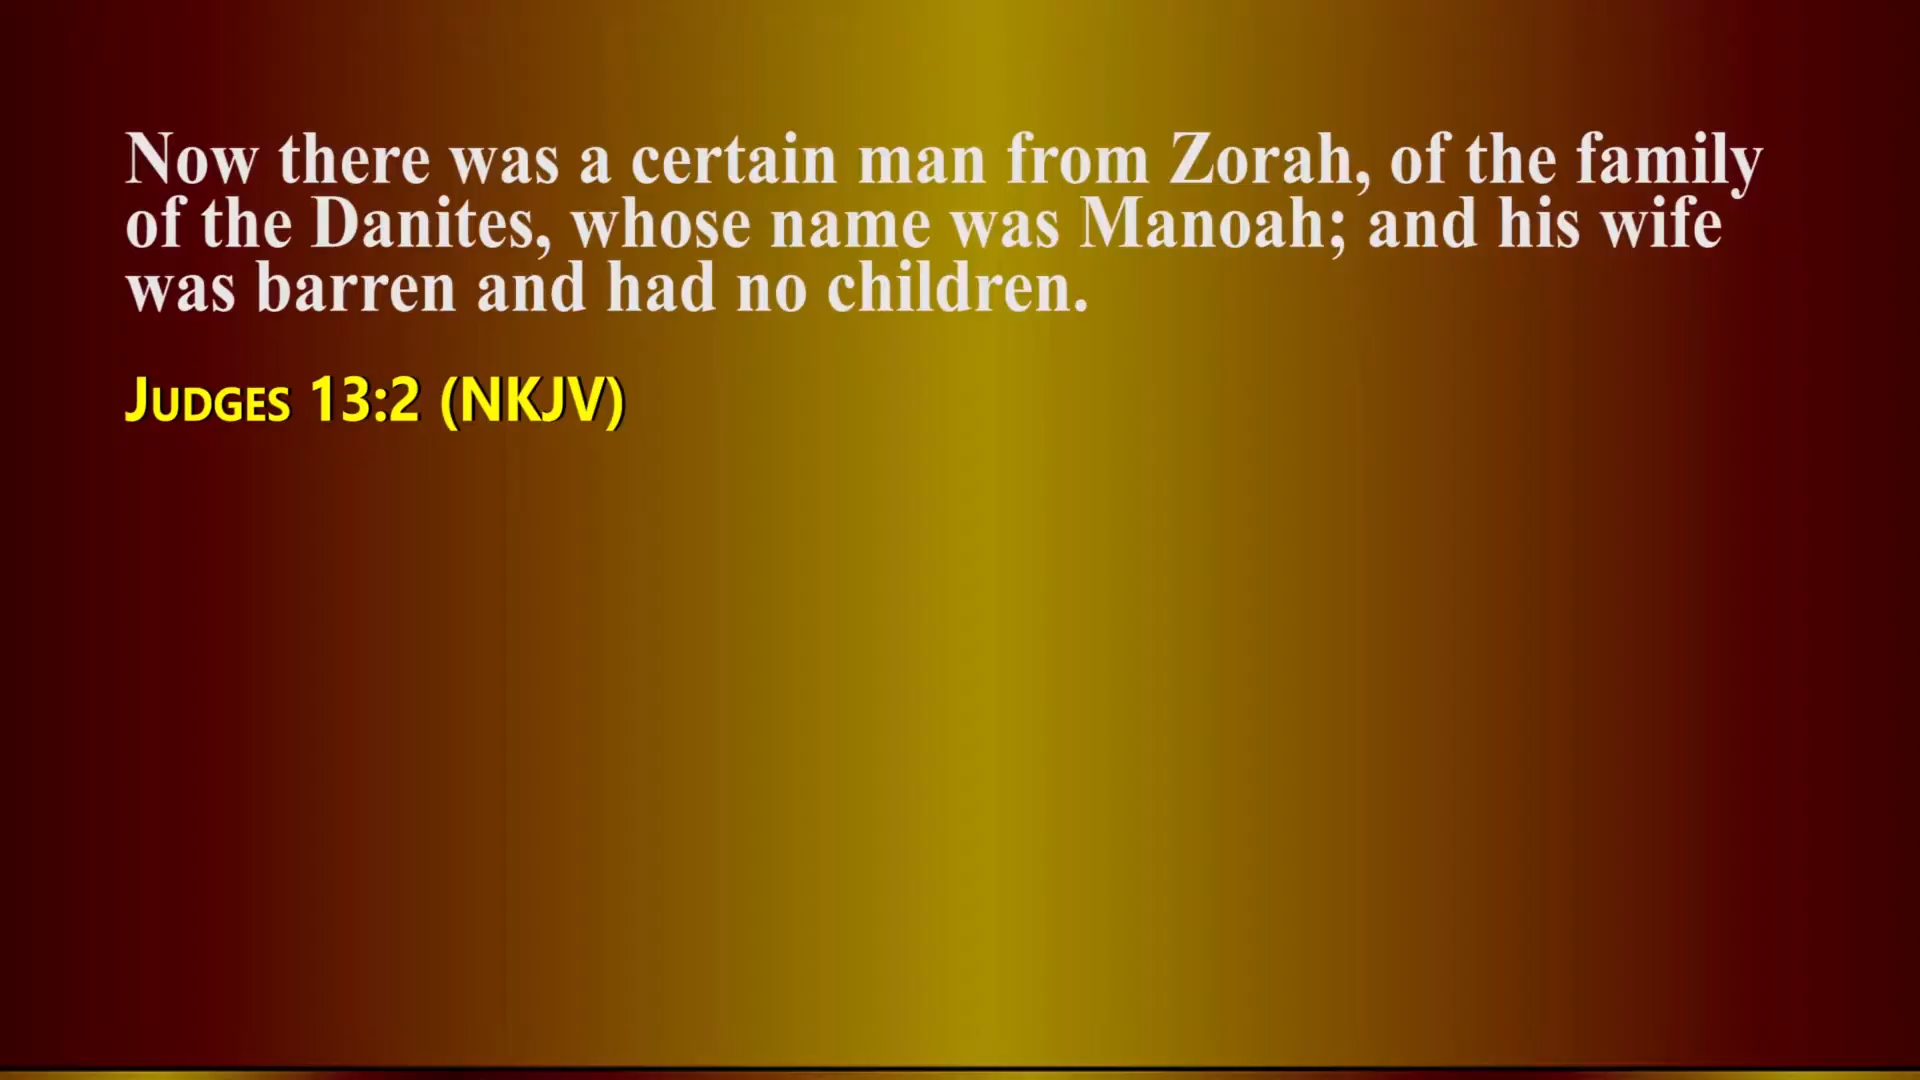 Now there was a certain man from Zorah, of the family
of the Danites, whose name was Manoah; and his wife
was barren and had no children.
Judges 13:2 (NKJV)